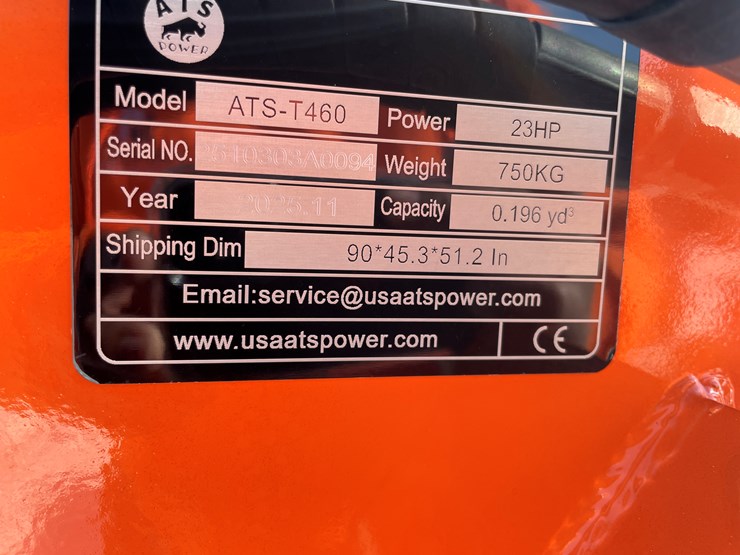 ATS
POWER
Model ATS-T460 Power 23HP
Serial NO. Weight 750KG
Year Capacity 0.196 yd³
Shipping Dim 90*45.3*51.2 In
Email:service@usaatspower.com
www.usaatspower.com CE